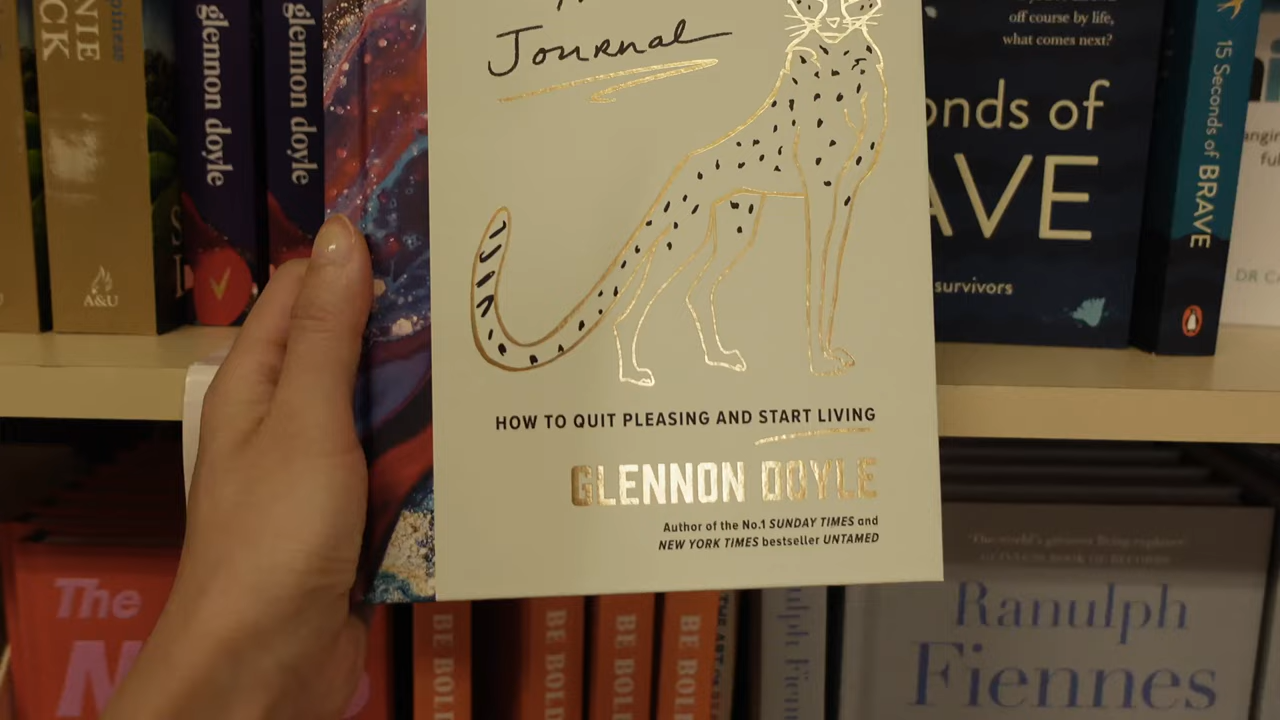 glennon doyle
glennon doyle
A&U
Journal
HOW TO QUIT PLEASING AND START LIVING
GLENNON DOYLE
Author of the No.1 SUNDAY TIMES and
NEW YORK TIMES bestseller UNTAMED
off course by life,
what comes next?
onds of
AVE
survivors
15 Seconds of BRAVE
DR
The
BE BOLD
BE BOLD
BE BOLD
BE BOLD
Ranulph
Fiennes